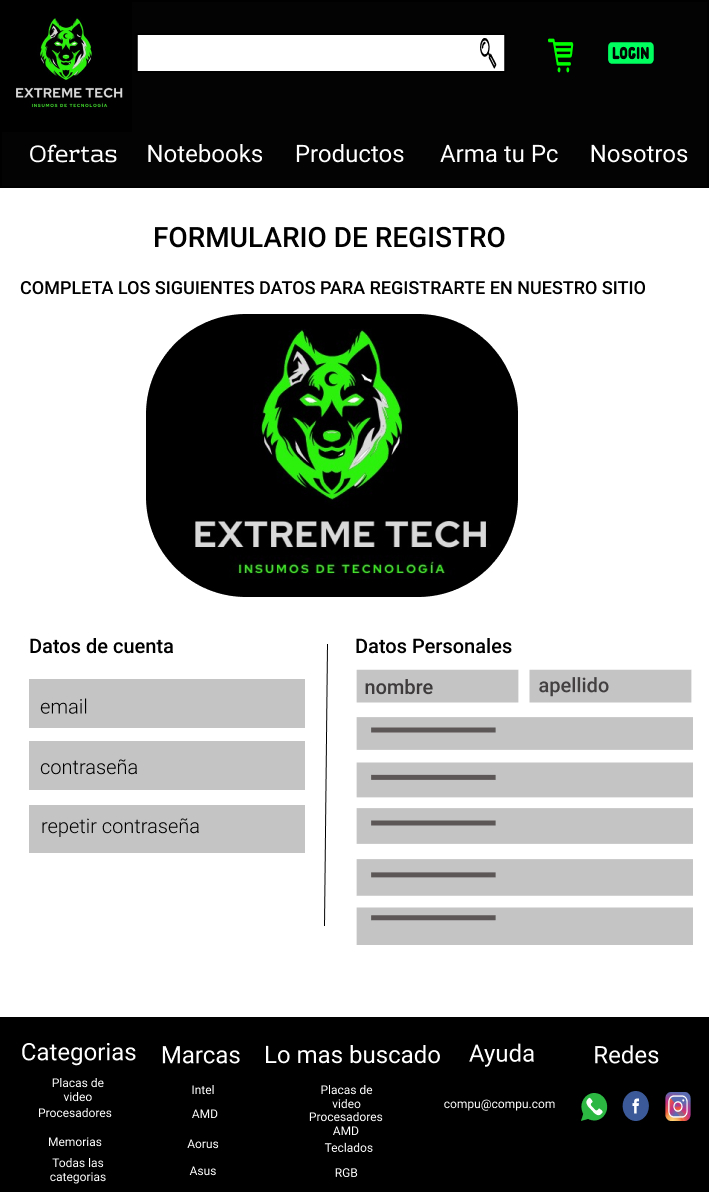 EXTREME TECH
INSUMOS DE TECNOLOGÍA
LOGIN
Ofertas Notebooks Productos Arma tu Pc Nosotros
FORMULARIO DE REGISTRO
COMPLETA LOS SIGUIENTES DATOS PARA REGISTRARTE EN NUESTRO SITIO
EXTREME TECH
INSUMOS DE TECNOLOGÍA
Datos de cuenta
email
contraseña
repetir contraseña
Datos Personales
nombre apellido
Categorias
Placas de
video
Procesadores
Memorias
Todas las
categorias
Marcas
Intel
AMD
Aorus
Asus
Lo mas buscado
Placas de
video
Procesadores
AMD
Teclados
RGB
Ayuda
compu@compu.com
Redes